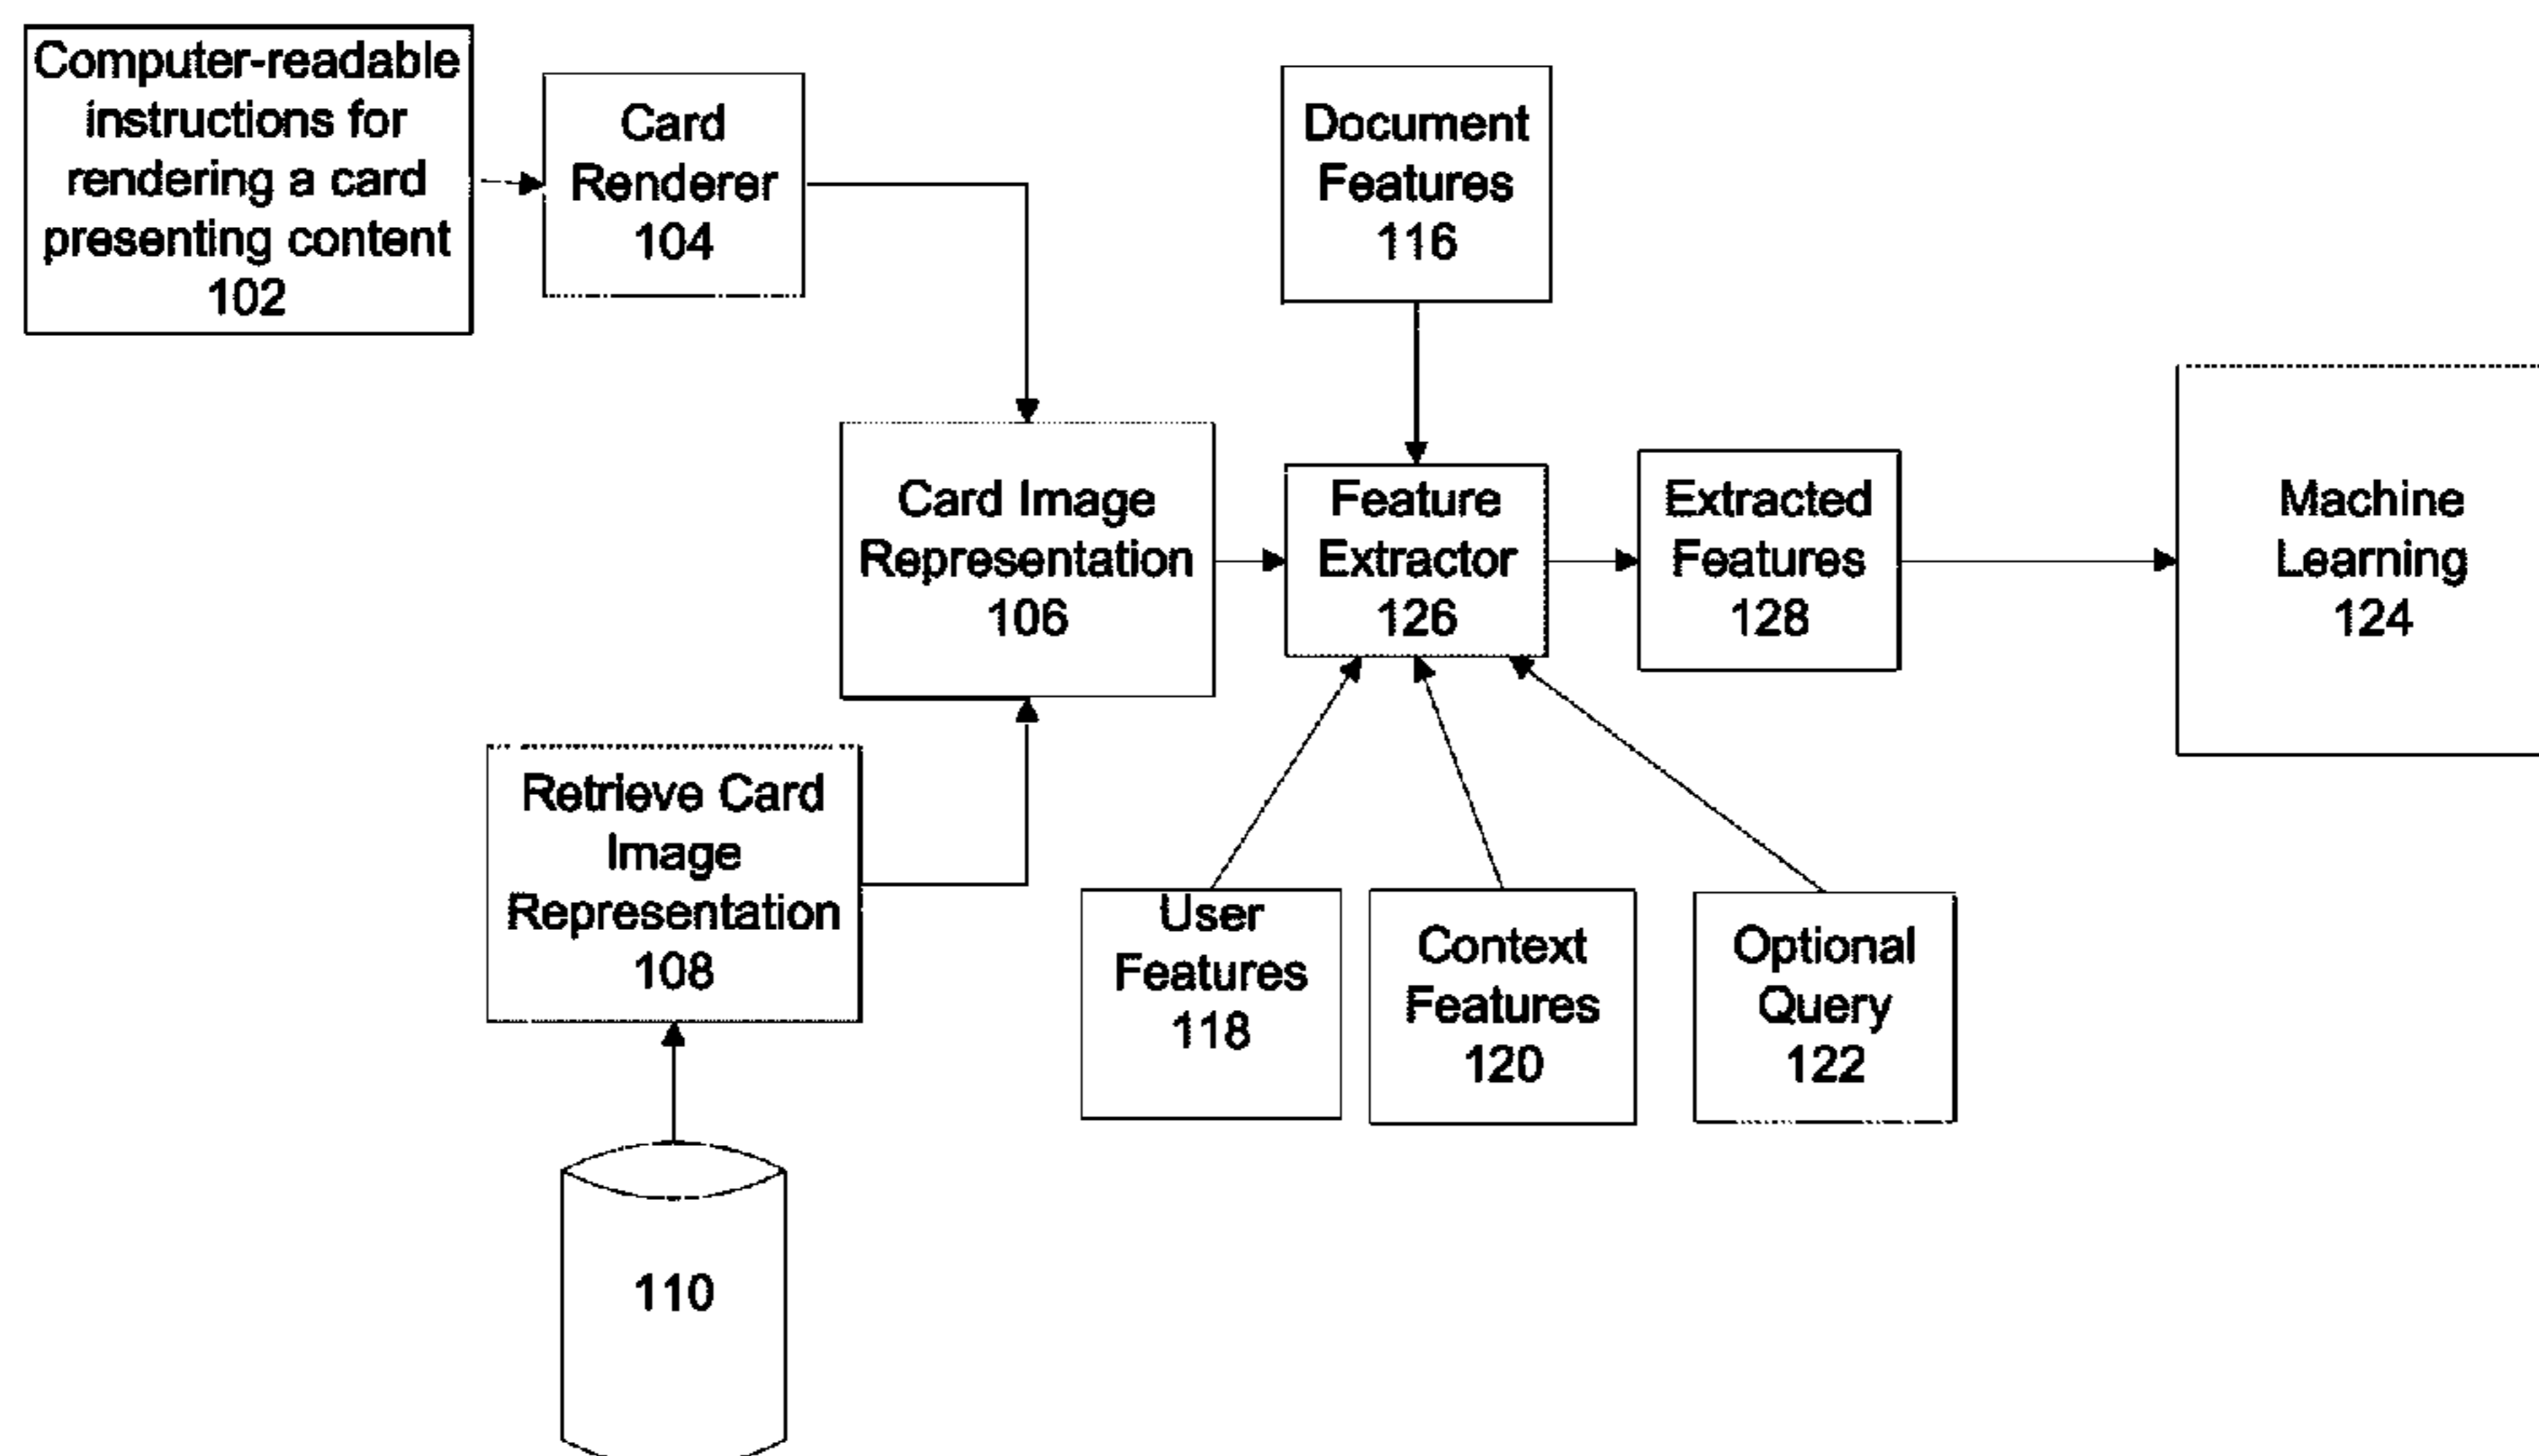 Computer-readable
instructions for
rendering a card
presenting content
102
Card
Renderer
104
Document
Features
116
Card Image
Representation
106
Feature
Extractor
126
Extracted
Features
128
Machine
Learning
124
Retrieve Card
Image
Representation
108
User
Features
118
Context
Features
120
Optional
Query
122
110